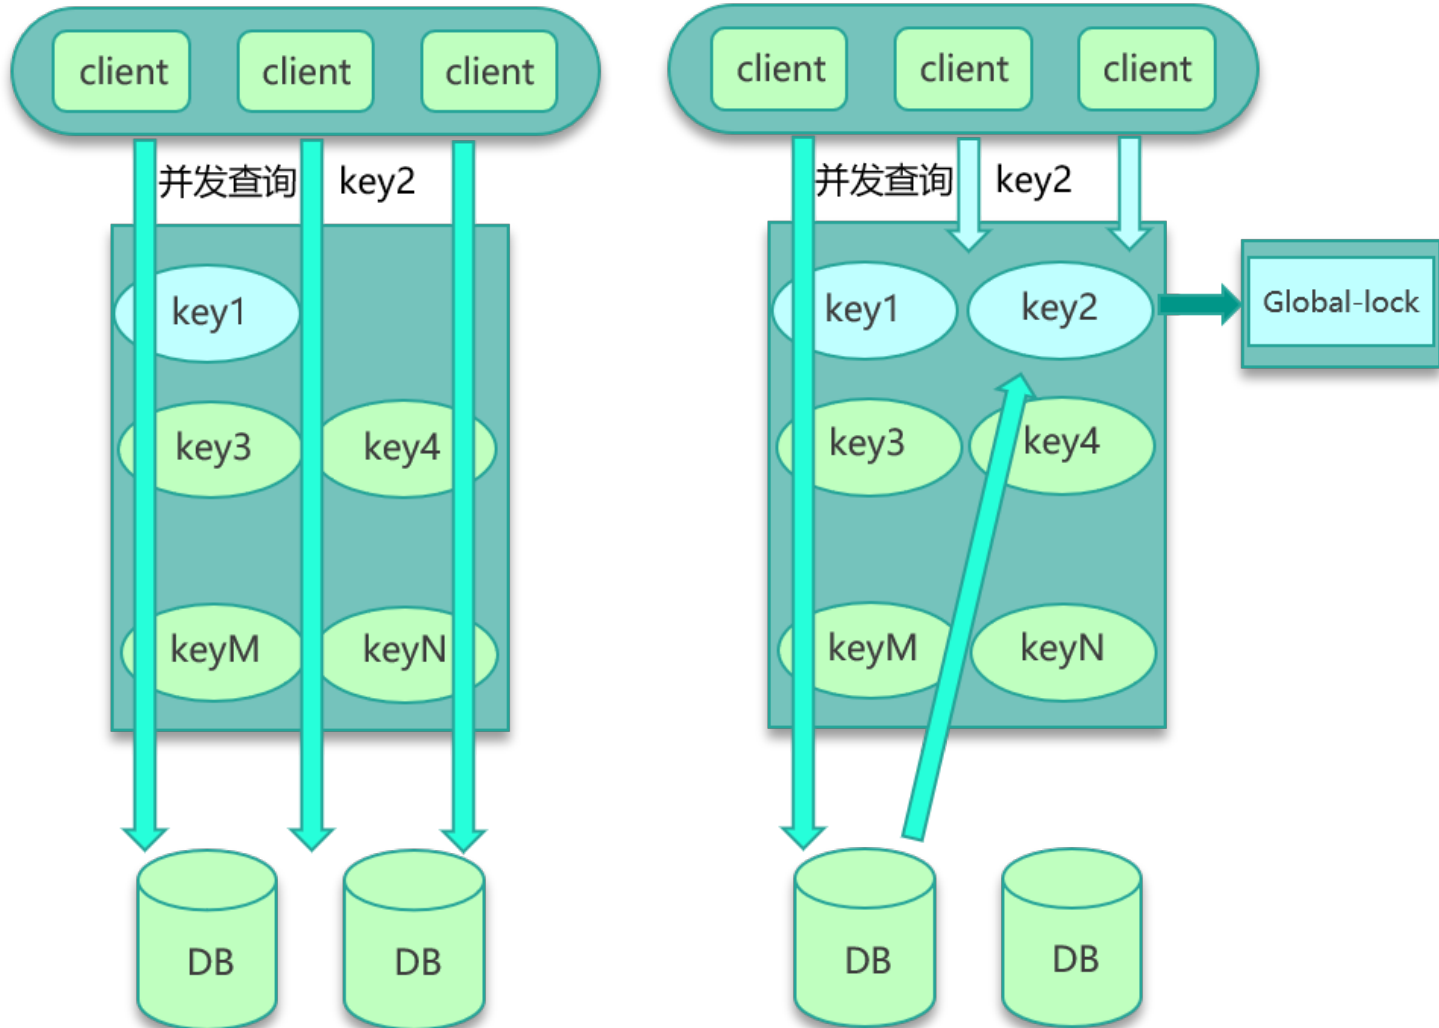 client client client
并发查询 key2
key1
key3 key4
keyM keyN
DB DB
client client client
并发查询 key2
key1 key2
Global-lock
key3 key4
keyM keyN
DB DB